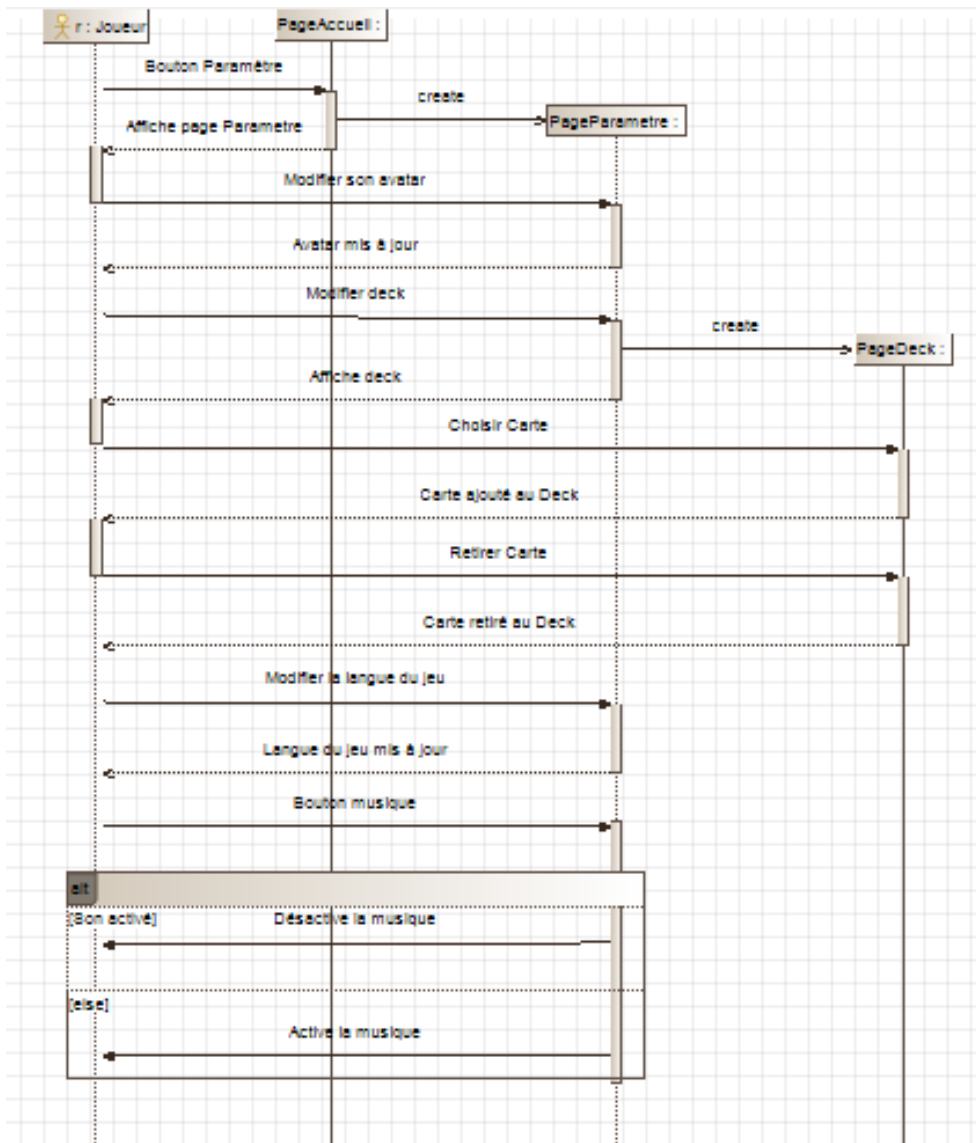 r : Joueur
PageAccueil :
Bouton Paramètre
create
PageParametre :
Affiche page Parametre
Modifier son avatar
Avatar mis à jour
Modifier deck
create
PageDeck :
Affiche deck
Choisir Carte
Carte ajouté au Deck
Retirer Carte
Carte retiré au Deck
Modifier la langue du jeu
Langue du jeu mis à jour
Bouton musique
alt
[Son activé]
Désactive la musique
[else]
Active la musique